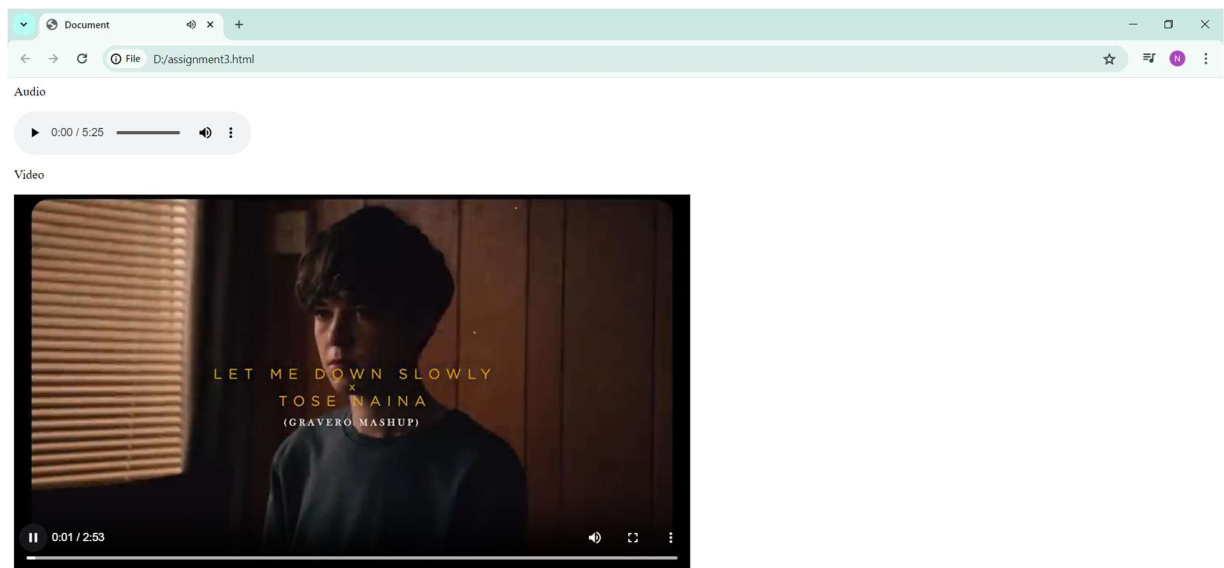 Document
File D:/assignment3.html
N
Audio
0:00 / 5:25
Video
LET ME DOWN SLOWLY
x
TOSE NAINA
(GRAVERO MASHUP)
0:01 / 2:53